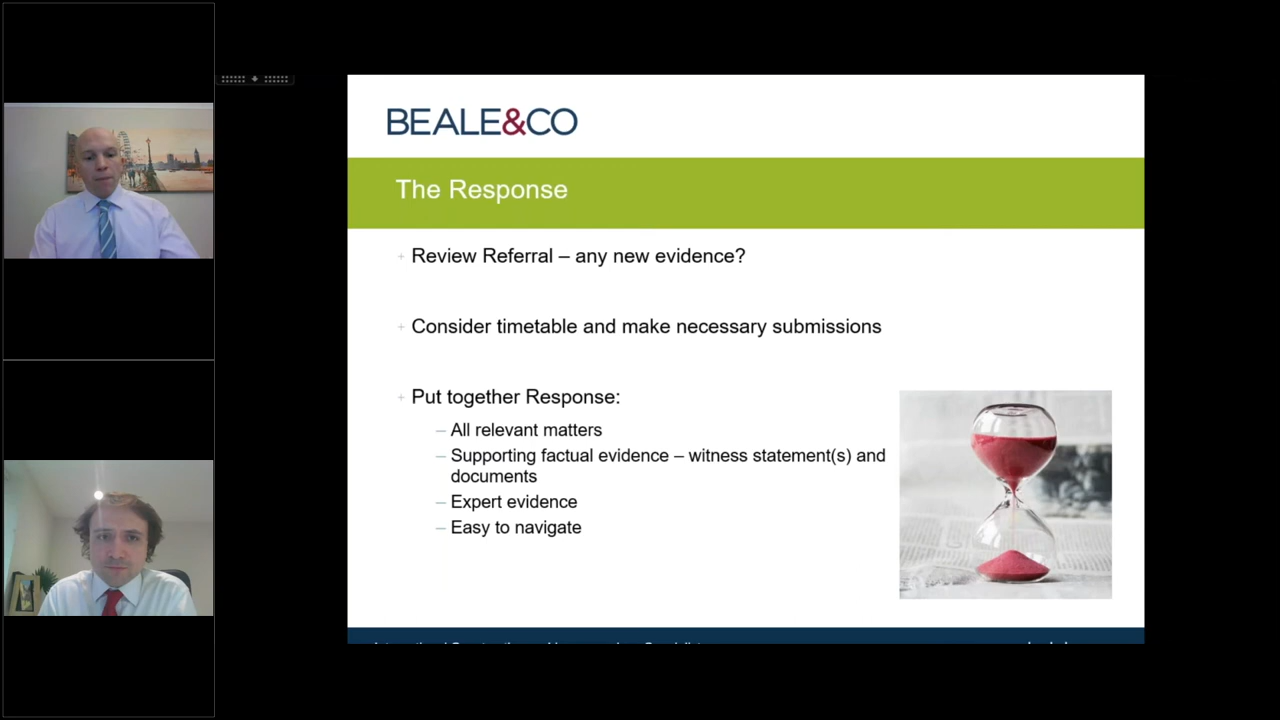 BEALE&CO
The Response
+ Review Referral – any new evidence?
+ Consider timetable and make necessary submissions
+ Put together Response:
– All relevant matters
– Supporting factual evidence – witness statement(s) and
documents
– Expert evidence
– Easy to navigate